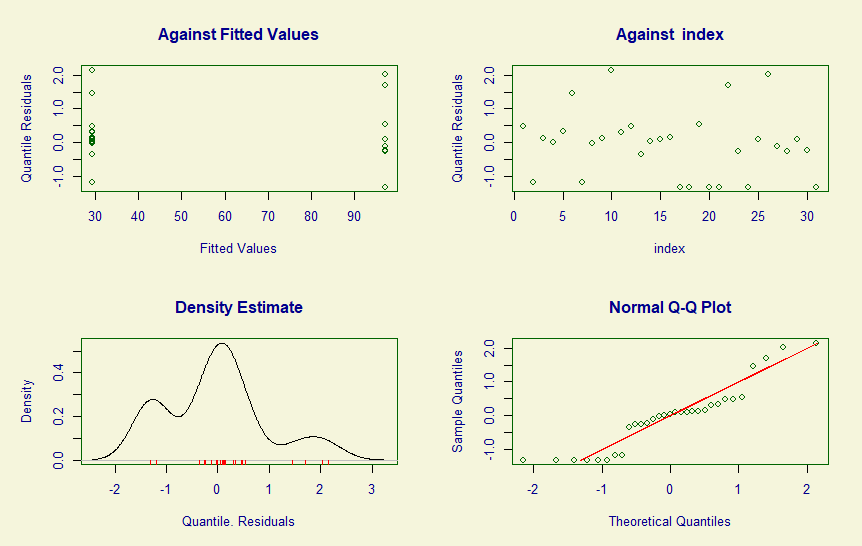 Against Fitted Values
Quantile Residuals
-1.0 0.0 1.0 2.0
30 40 50 60 70 80 90
Fitted Values
Against  index
Quantile Residuals
-1.0 0.0 1.0 2.0
0 5 10 15 20 25 30
index
Density Estimate
Density
0.0 0.2 0.4
-2 -1 0 1 2 3
Quantile. Residuals
Normal Q-Q Plot
Sample Quantiles
-1.0 0.0 1.0 2.0
-2 -1 0 1 2
Theoretical Quantiles